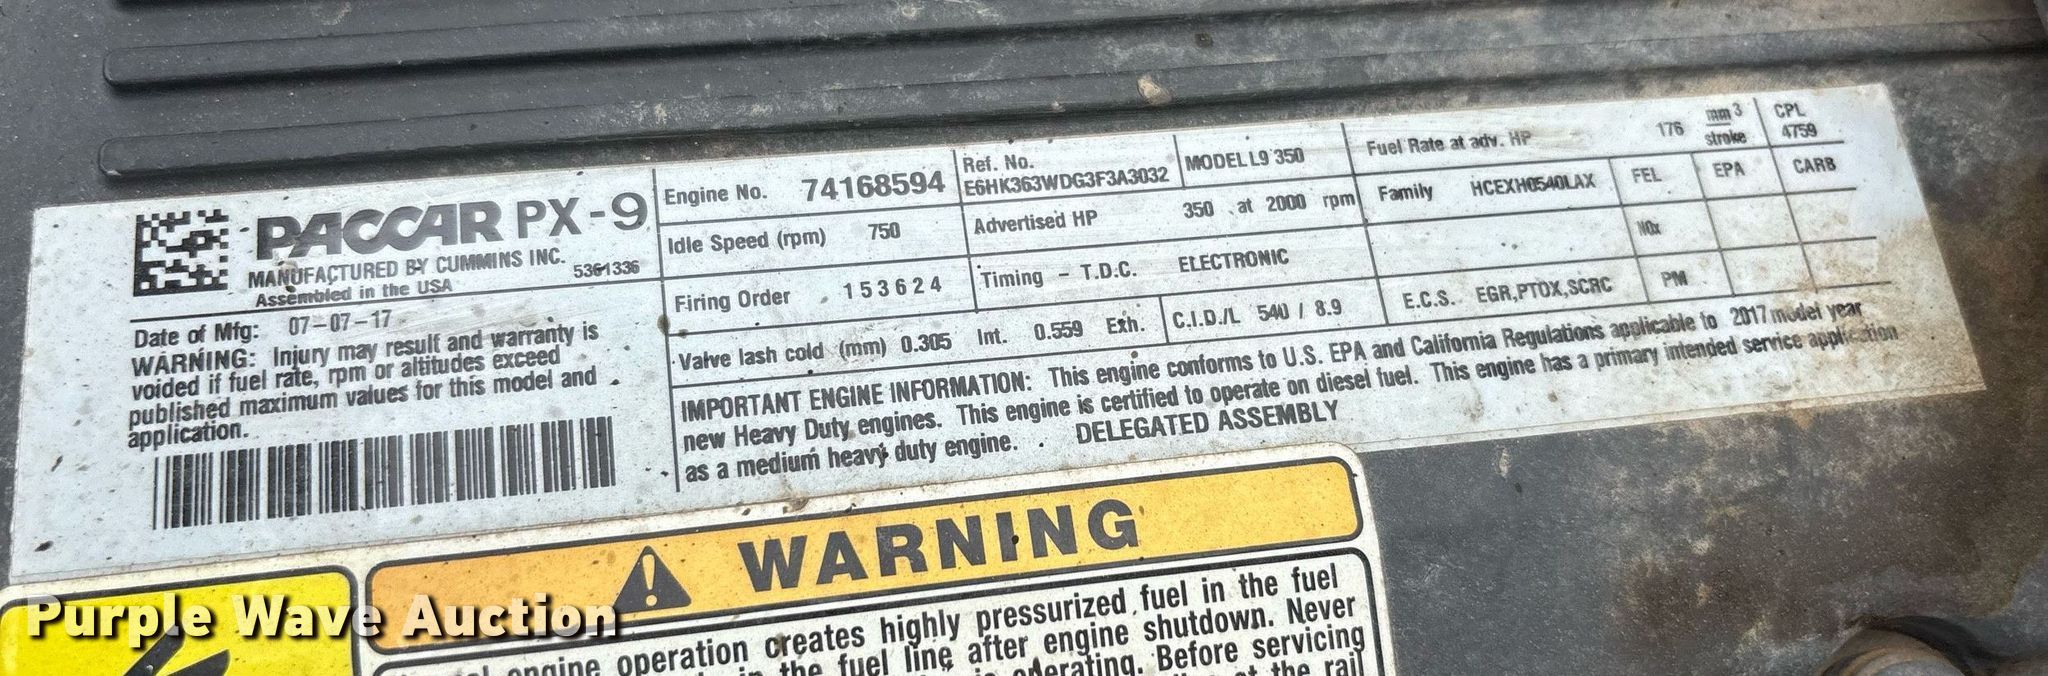 PACCAR PX-9
MANUFACTURED BY CUMMINS INC. 5361336
Assembled in the USA
Date of Mfg: 07-07-17
WARNING: Injury may result and warranty is
voided if fuel rate, rpm or altitudes exceed
published maximum values for this model and
application.
Engine No. 74168594
Ref. No.
E6HK363WDG3F3A3032
MODEL L9 350
Fuel Rate at adv. HP 176 mm3
stroke
CPL
4759
Idle Speed (rpm) 750
Advertised HP 350 at 2000 rpm
Family HCEXH0540LAX
FEL EPA CARB
Firing Order 153624
Timing - T.D.C. ELECTRONIC
NOx
Valve lash cold (mm) 0.305 Int. 0.559 Exh.
C.I.D./L 540 / 8.9
E.C.S. EGR,PTOX,SCRC
PM
IMPORTANT ENGINE INFORMATION: This engine conforms to U.S. EPA and California Regulations applicable to 2017 model year
new Heavy Duty engines. This engine is certified to operate on diesel fuel. This engine has a primary intended service application
as a medium heavy duty engine. DELEGATED ASSEMBLY
WARNING
engine operation creates highly pressurized fuel in the fuel
in the fuel line after engine shutdown. Never
is operating. Before servicing
at the rail
Purple Wave Auction